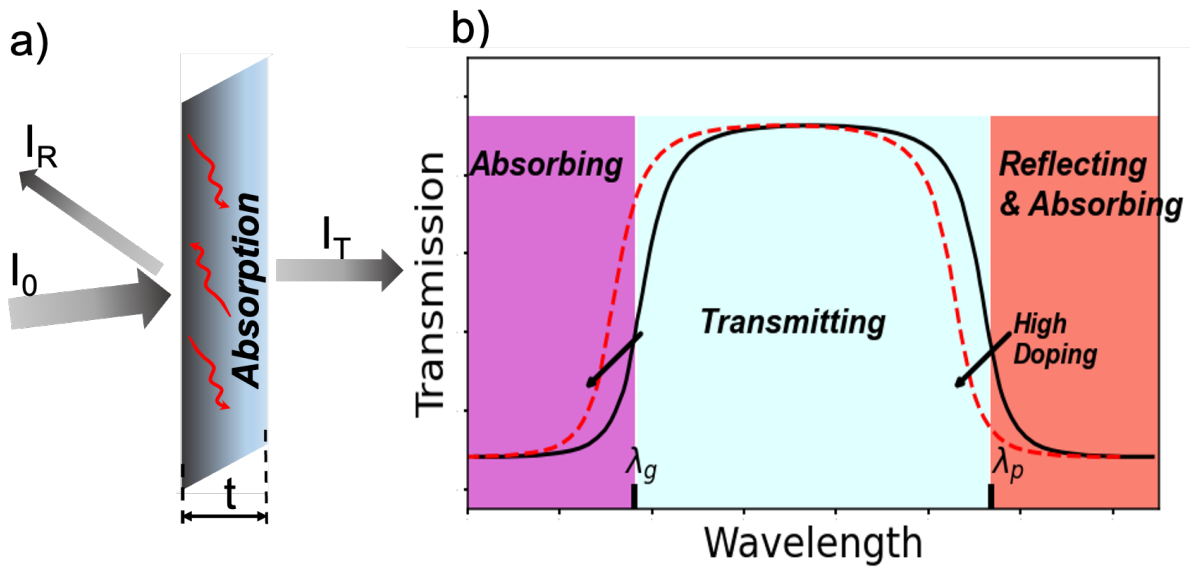 a)
I_R
I_0
Absorption
I_T
t
b)
Transmission
Absorbing
Transmitting
Reflecting
& Absorbing
High
Doping
λ_g
λ_p
Wavelength